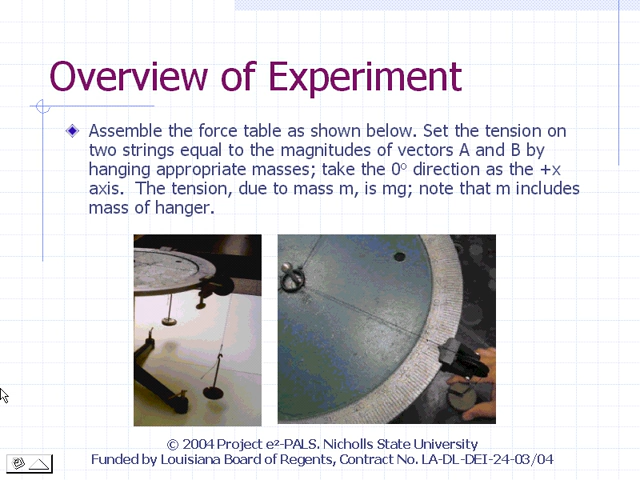 Overview of Experiment
Assemble the force table as shown below. Set the tension on
two strings equal to the magnitudes of vectors A and B by
hanging appropriate masses; take the 0° direction as the +x
axis.  The tension, due to mass m, is mg; note that m includes
mass of hanger.
© 2004 Project e²-PALS. Nicholls State University
Funded by Louisiana Board of Regents, Contract No. LA-DL-DEI-24-03/04